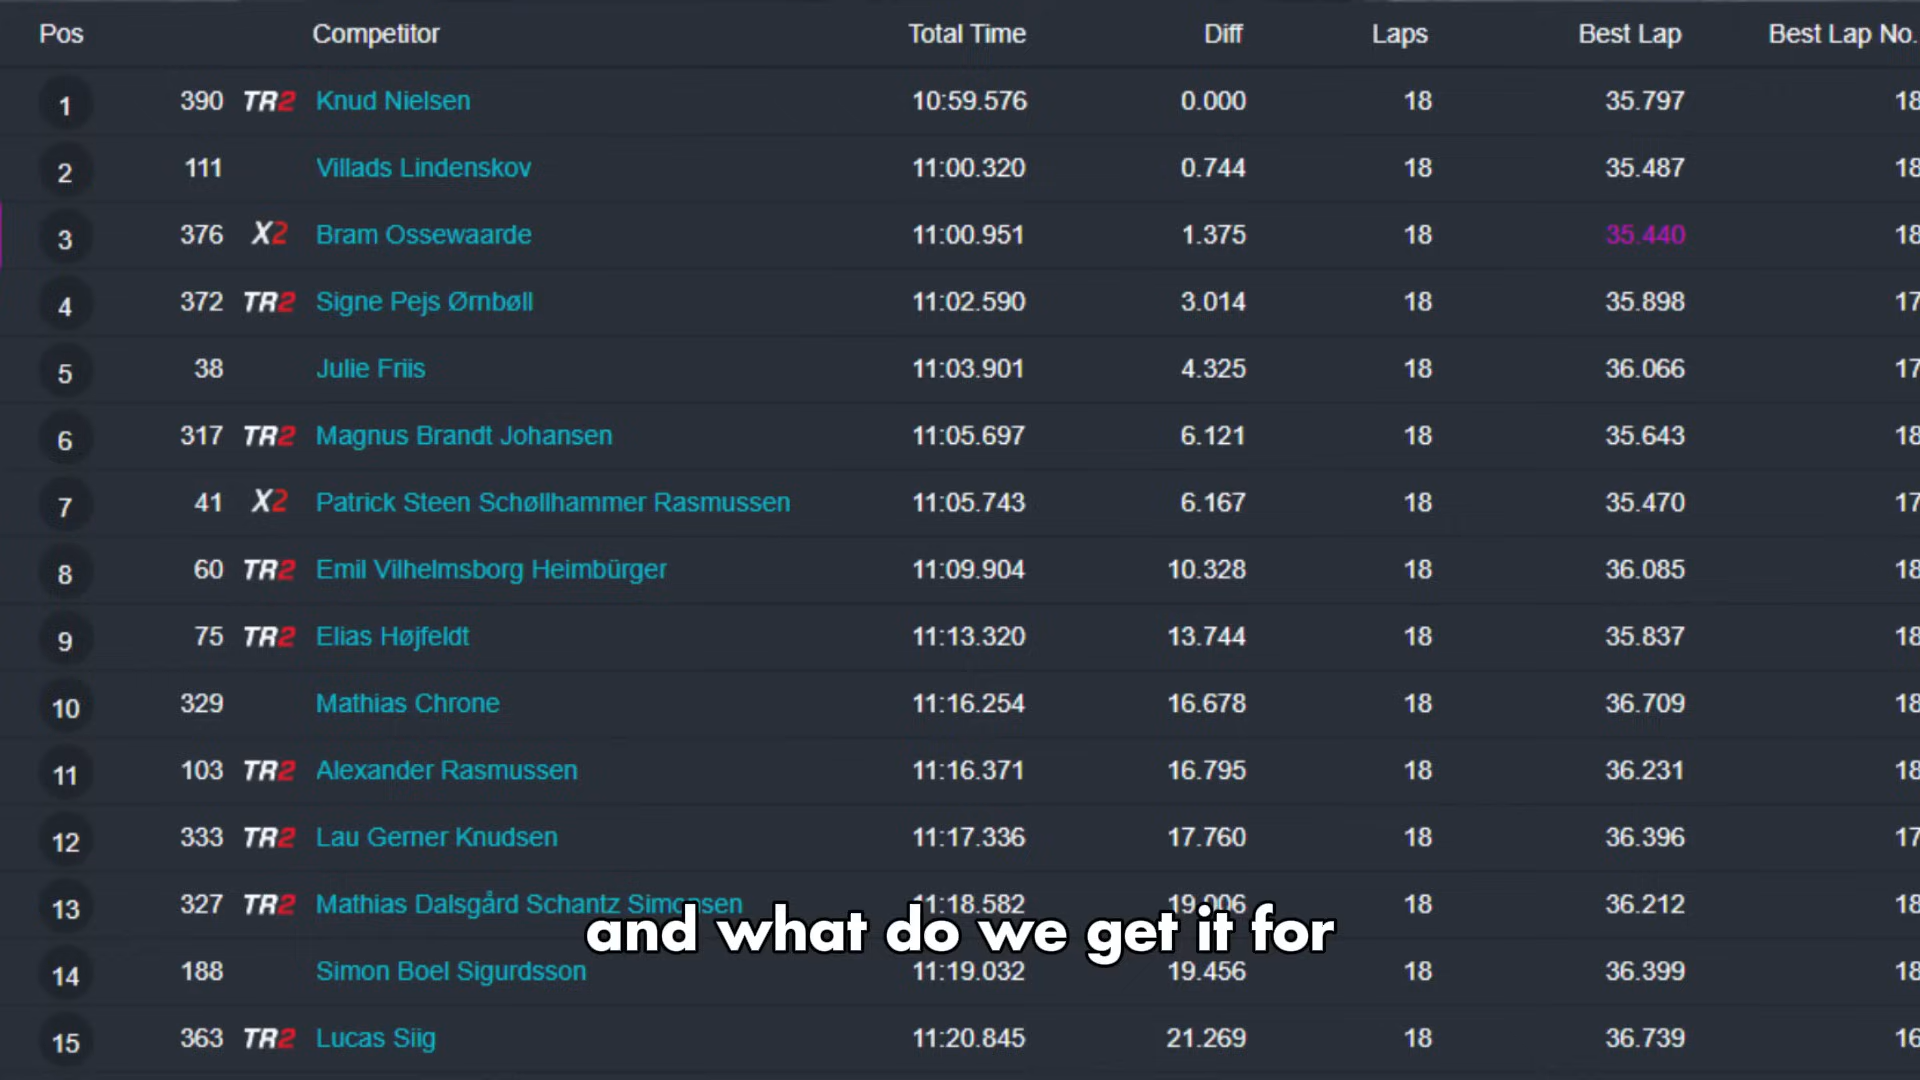 Pos Competitor Total Time Diff Laps Best Lap Best Lap No.
1 390 TR2 Knud Nielsen 10:59.576 0.000 18 35.797 18
2 111 Villads Lindenskov 11:00.320 0.744 18 35.487 18
3 376 X2 Bram Ossewaarde 11:00.951 1.375 18 35.440 18
4 372 TR2 Signe Pejs Ørnbøll 11:02.590 3.014 18 35.898 17
5 38 Julie Friis 11:03.901 4.325 18 36.066 17
6 317 TR2 Magnus Brandt Johansen 11:05.697 6.121 18 35.643 18
7 41 X2 Patrick Steen Schøllhammer Rasmussen 11:05.743 6.167 18 35.470 17
8 60 TR2 Emil Vilhelmsborg Heimbürger 11:09.904 10.328 18 36.085 18
9 75 TR2 Elias Højfeldt 11:13.320 13.744 18 35.837 18
10 329 Mathias Chrone 11:16.254 16.678 18 36.709 18
11 103 TR2 Alexander Rasmussen 11:16.371 16.795 18 36.231 18
12 333 TR2 Lau Gerner Knudsen 11:17.336 17.760 18 36.396 17
13 327 TR2 Mathias Dalsgård Schantz Simonsen 11:18.582 19.006 18 36.212 18
and what do we get it for
14 188 Simon Boel Sigurdsson 11:19.032 19.456 18 36.399 18
15 363 TR2 Lucas Siig 11:20.845 21.269 18 36.739 16